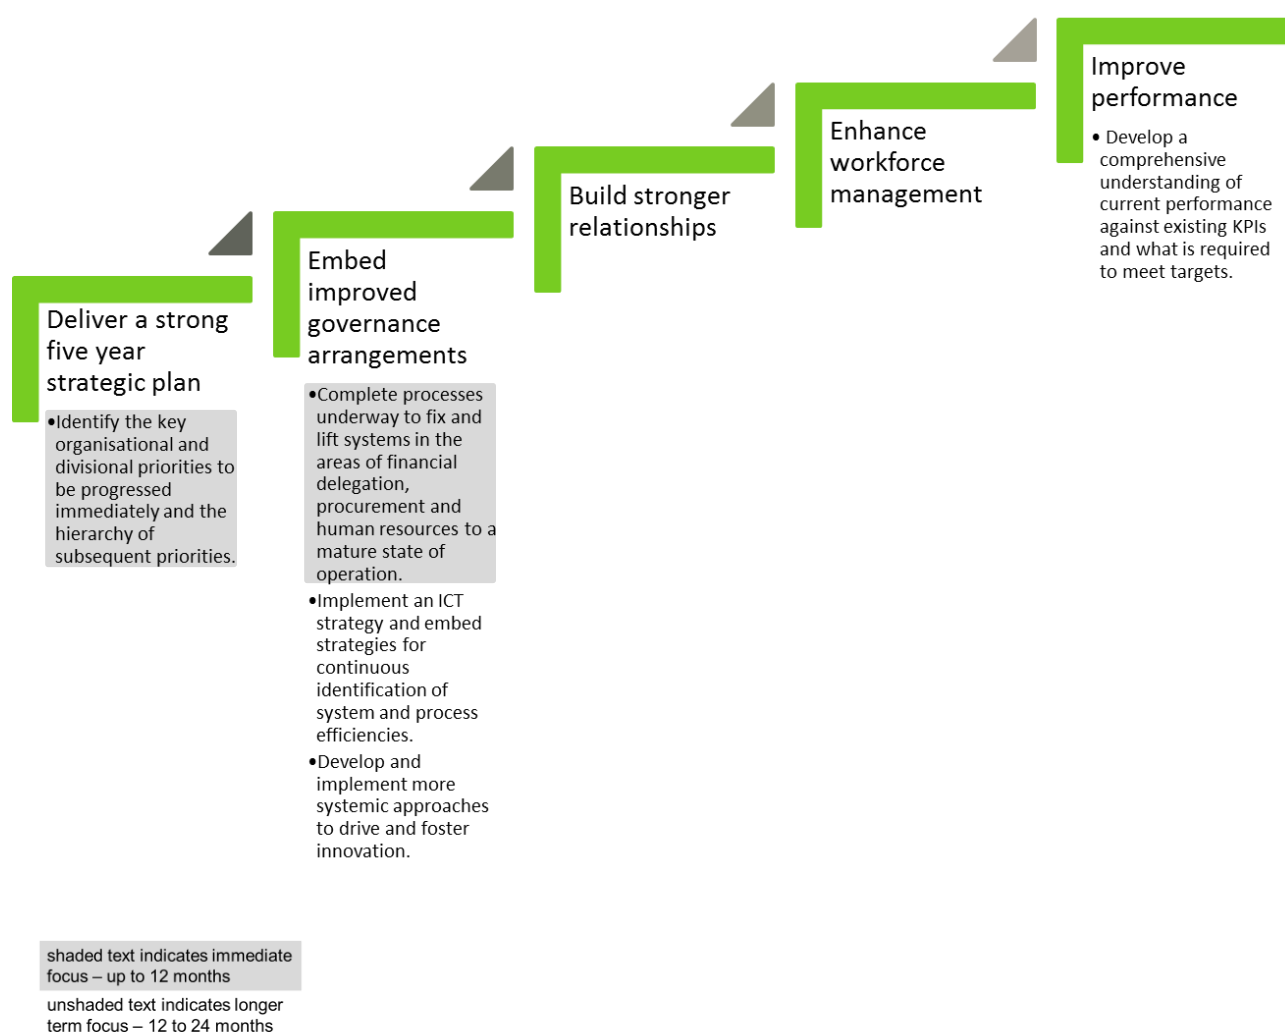 Deliver a strong
five year
strategic plan
•Identify the key
organisational and
divisional priorities to
be progressed
immediately and the
hierarchy of
subsequent priorities.
Embed
improved
governance
arrangements
•Complete processes
underway to fix and
lift systems in the
areas of financial
delegation,
procurement and
human resources to a
mature state of
operation.
•Implement an ICT
strategy and embed
strategies for
continuous
identification of
system and process
efficiencies.
•Develop and
implement more
systemic approaches
to drive and foster
innovation.
Build stronger
relationships
Enhance
workforce
management
Improve
performance
• Develop a
comprehensive
understanding of
current performance
against existing KPIs
and what is required
to meet targets.
shaded text indicates immediate
focus – up to 12 months
unshaded text indicates longer
term focus – 12 to 24 months